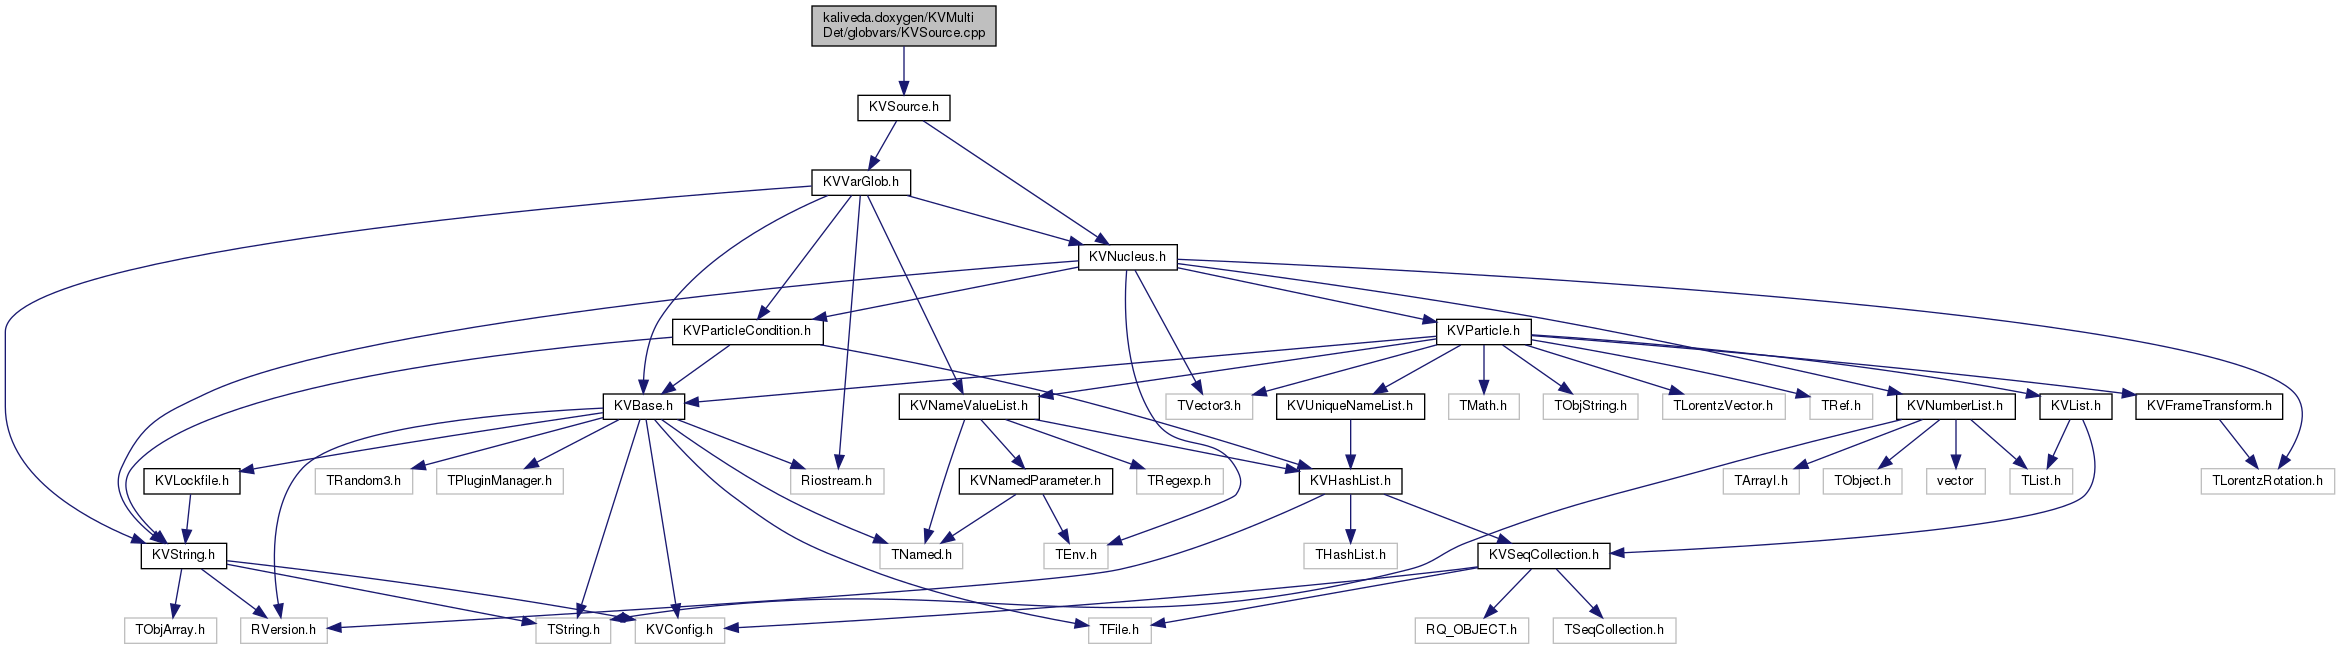 kaliveda.doxygen/KVMulti
Det/globvars/KVSource.cpp
KVSource.h
KVVarGlob.h
KVNucleus.h
KVParticleCondition.h
KVParticle.h
KVBase.h
KVNameValueList.h
TVector3.h
KVUniqueNameList.h
TMath.h
TObjString.h
TLorentzVector.h
TRef.h
KVNumberList.h
KVList.h
KVFrameTransform.h
KVLockfile.h
TRandom3.h
TPluginManager.h
Riostream.h
KVNamedParameter.h
TRegexp.h
KVHashList.h
TArrayI.h
TObject.h
vector
TList.h
TLorentzRotation.h
KVString.h
TNamed.h
TEnv.h
THashList.h
KVSeqCollection.h
TObjArray.h
RVersion.h
TString.h
KVConfig.h
TFile.h
RQ_OBJECT.h
TSeqCollection.h